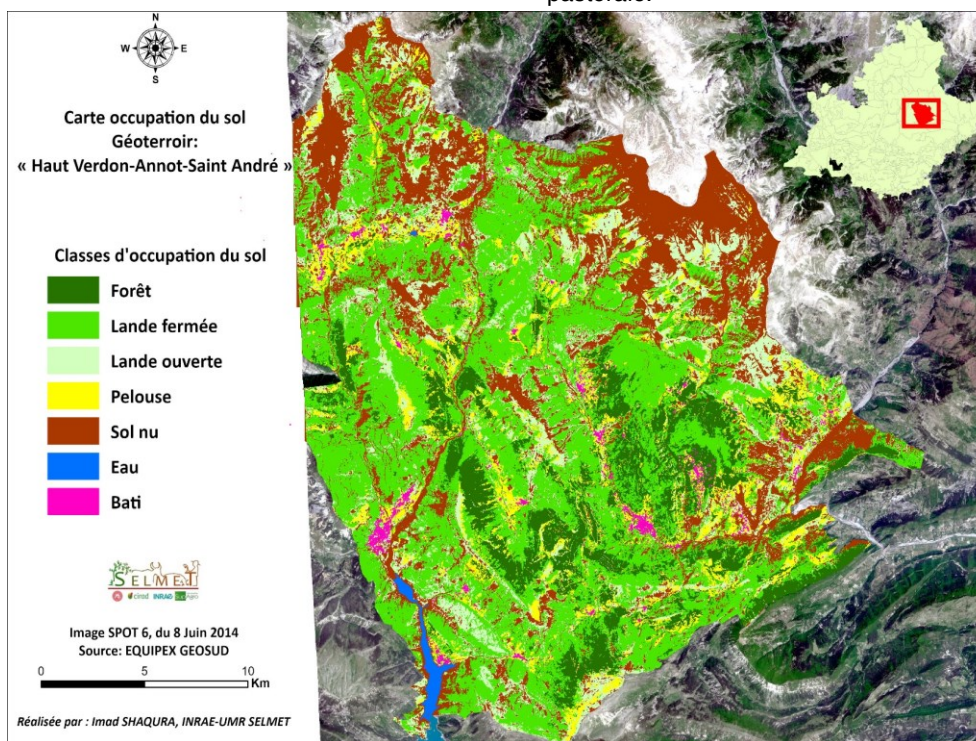 pastorale.
N
W E
S
Carte occupation du sol
Géoterroir:
« Haut Verdon-Annot-Saint André »
Classes d'occupation du sol
Forêt
Lande fermée
Lande ouverte
Pelouse
Sol nu
Eau
Bati
SELMET
cirad INRAE
Image SPOT 6, du 8 Juin 2014
Source: EQUIPEX GEOSUD
0 5 10
Km
Réalisée par : Imad SHAQURA, INRAE-UMR SELMET